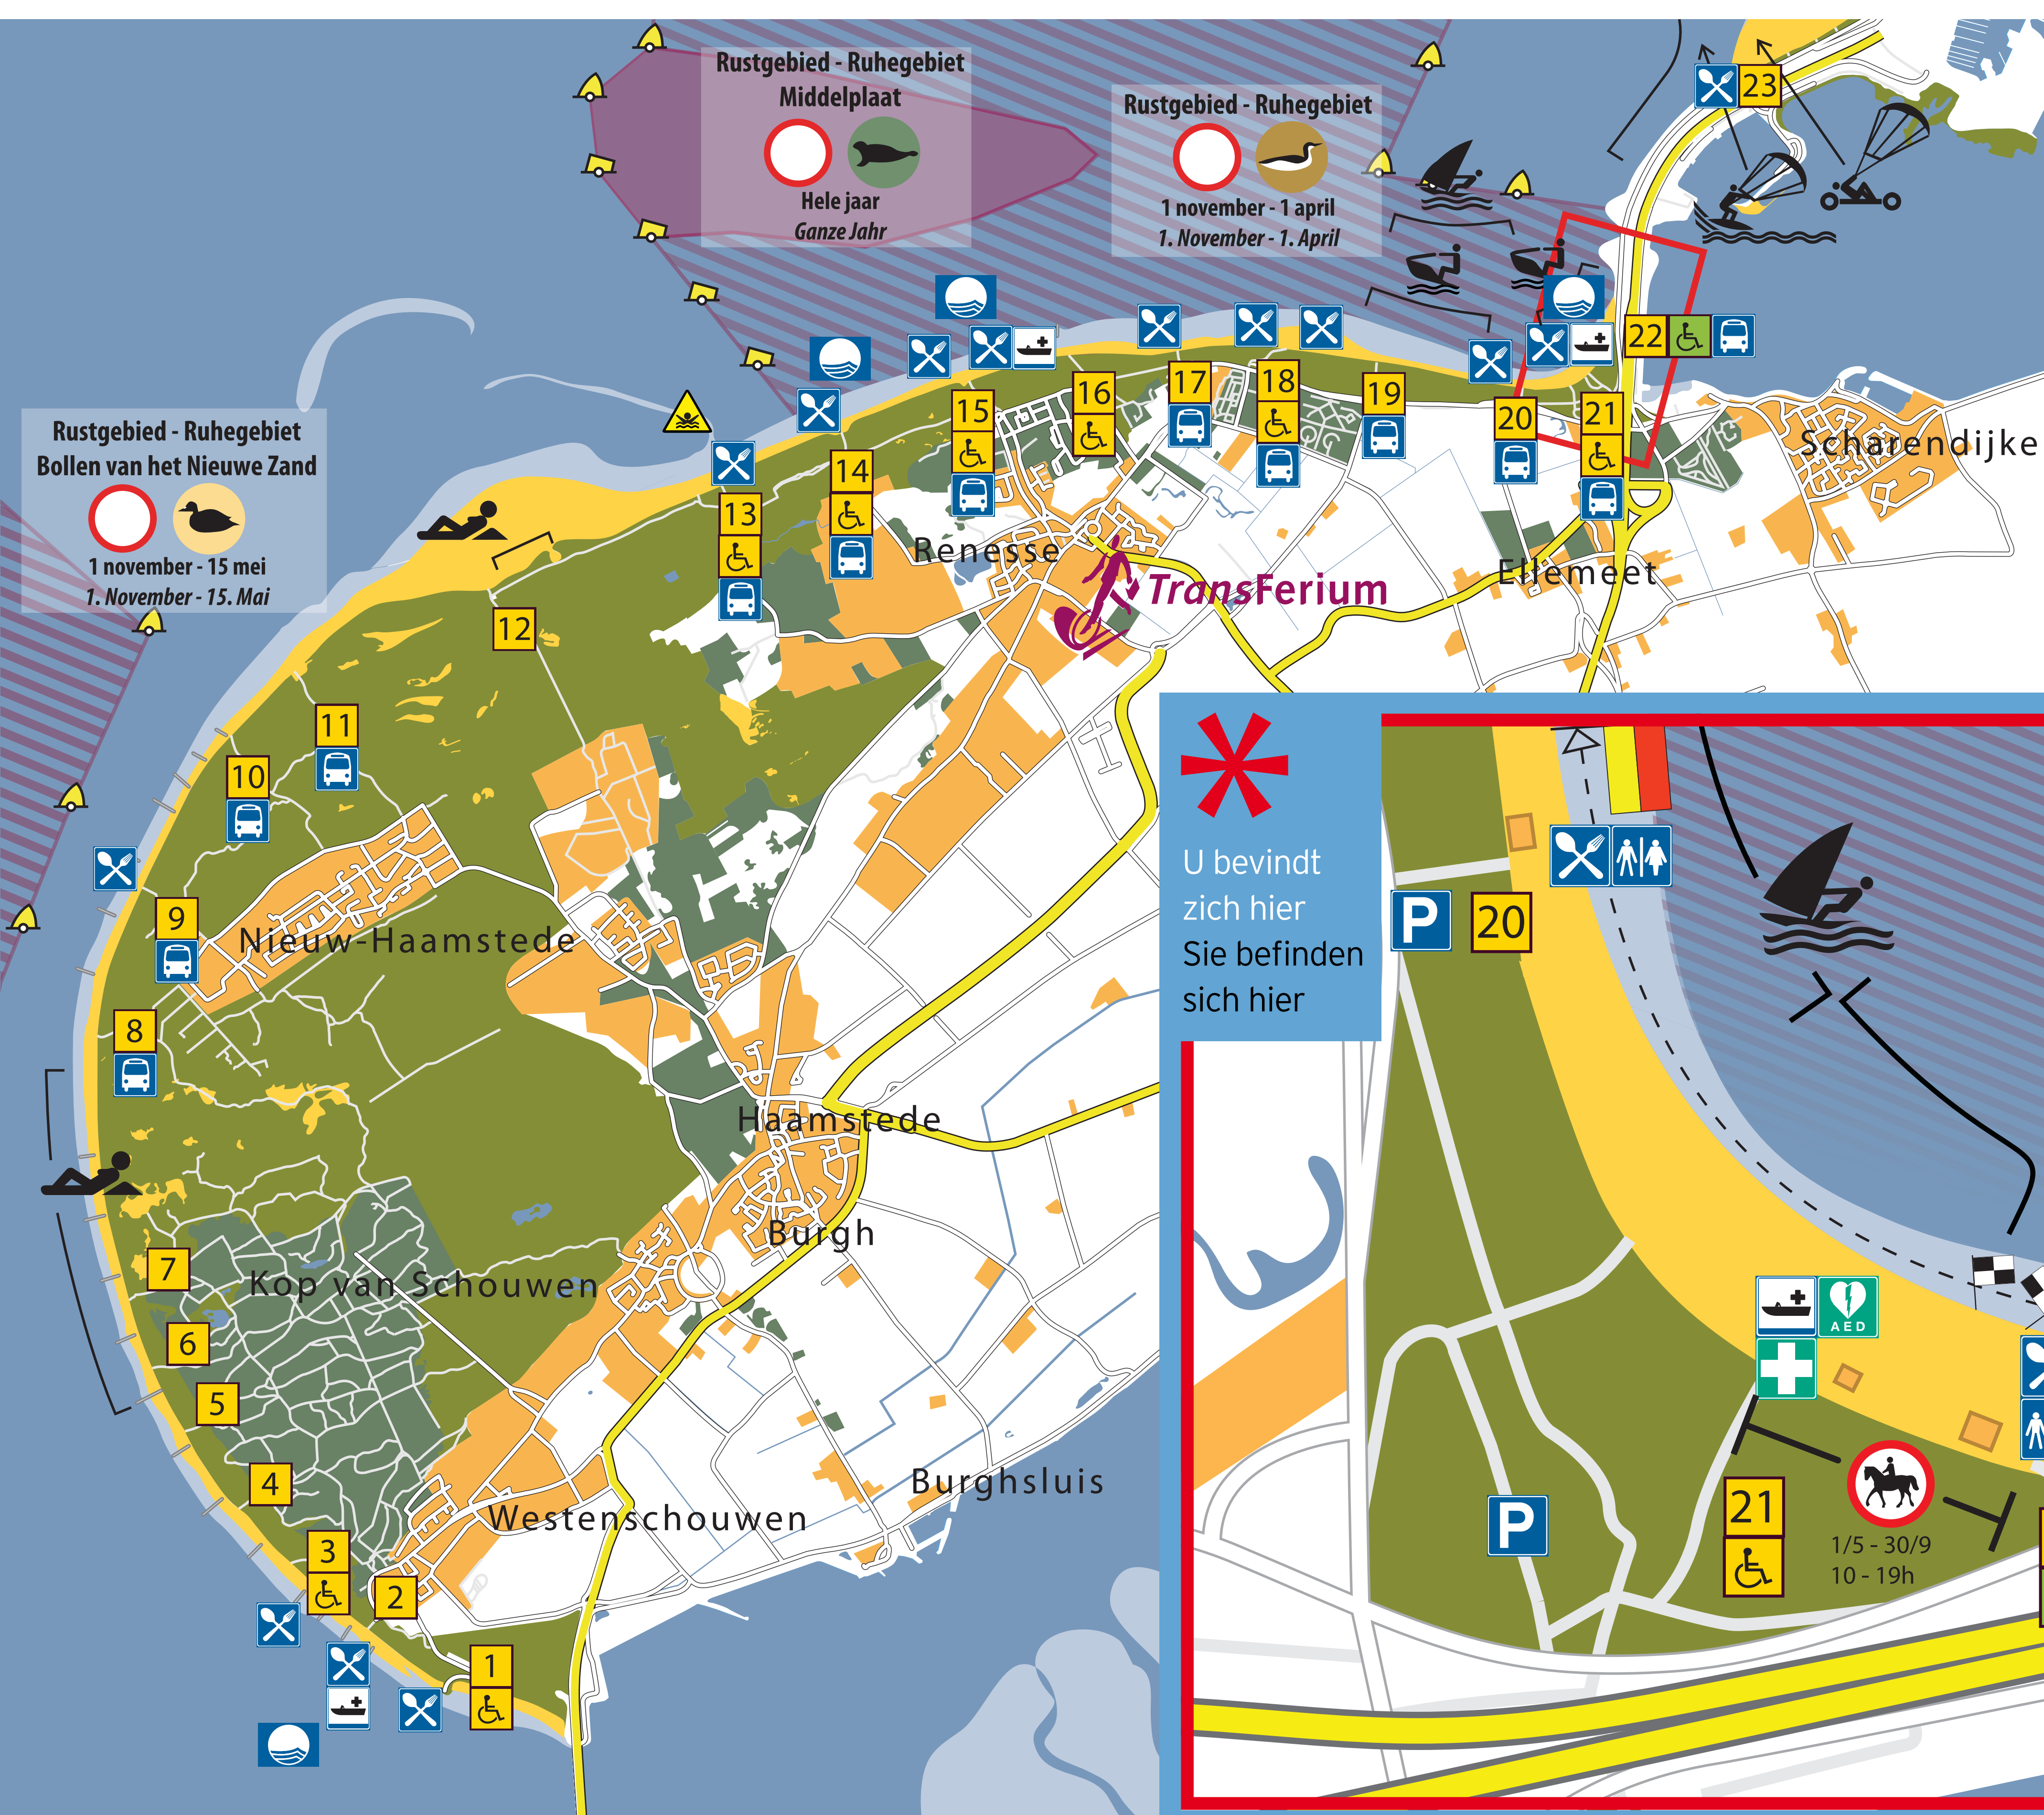 Rustgebied - Ruhegebiet
Middelplaat
Hele jaar
Ganze Jahr
Rustgebied - Ruhegebiet
1 november - 1 april
1. November - 1. April
23
22
Rustgebied - Ruhegebiet
Bollen van het Nieuwe Zand
1 november - 15 mei
1. November - 15. Mai
16
17
18
19
15
20
21
14
13
12
11
10
9
8
7
6
5
4
3
2
1
Scharendijke
Renesse
TransFerium
Ellemeet
Nieuw-Haamstede
Haamstede
Burgh
Kop van Schouwen
Burghsluis
Westenschouwen
U bevindt
zich hier
Sie befinden
sich hier
P
20
AED
P
21
1/5 - 30/9
10 - 19h